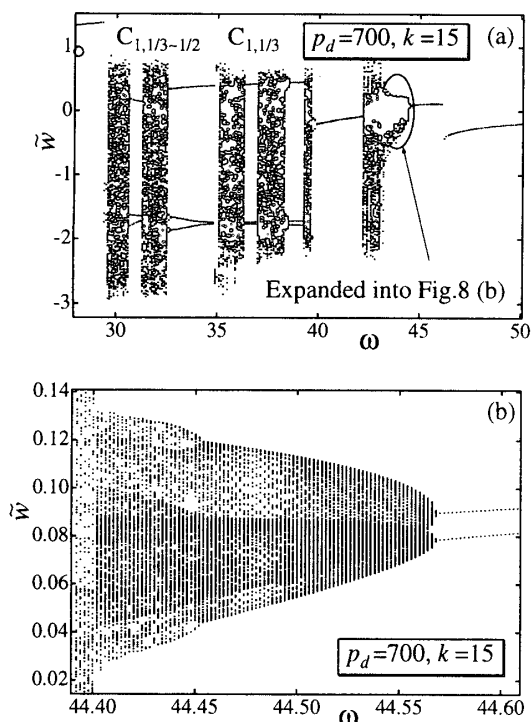 C1,1/3~1/2 C1,1/3 pd=700, k=15 (a)
1
0
w̃
-1
-2
Expanded into Fig.8 (b)
-3
30 35 40 45 50
ω
0.14 (b)
0.12
w̃
0.10
0.08
0.06
0.04
pd=700, k=15
0.02
44.40 44.45 44.50 44.55 44.60
ω